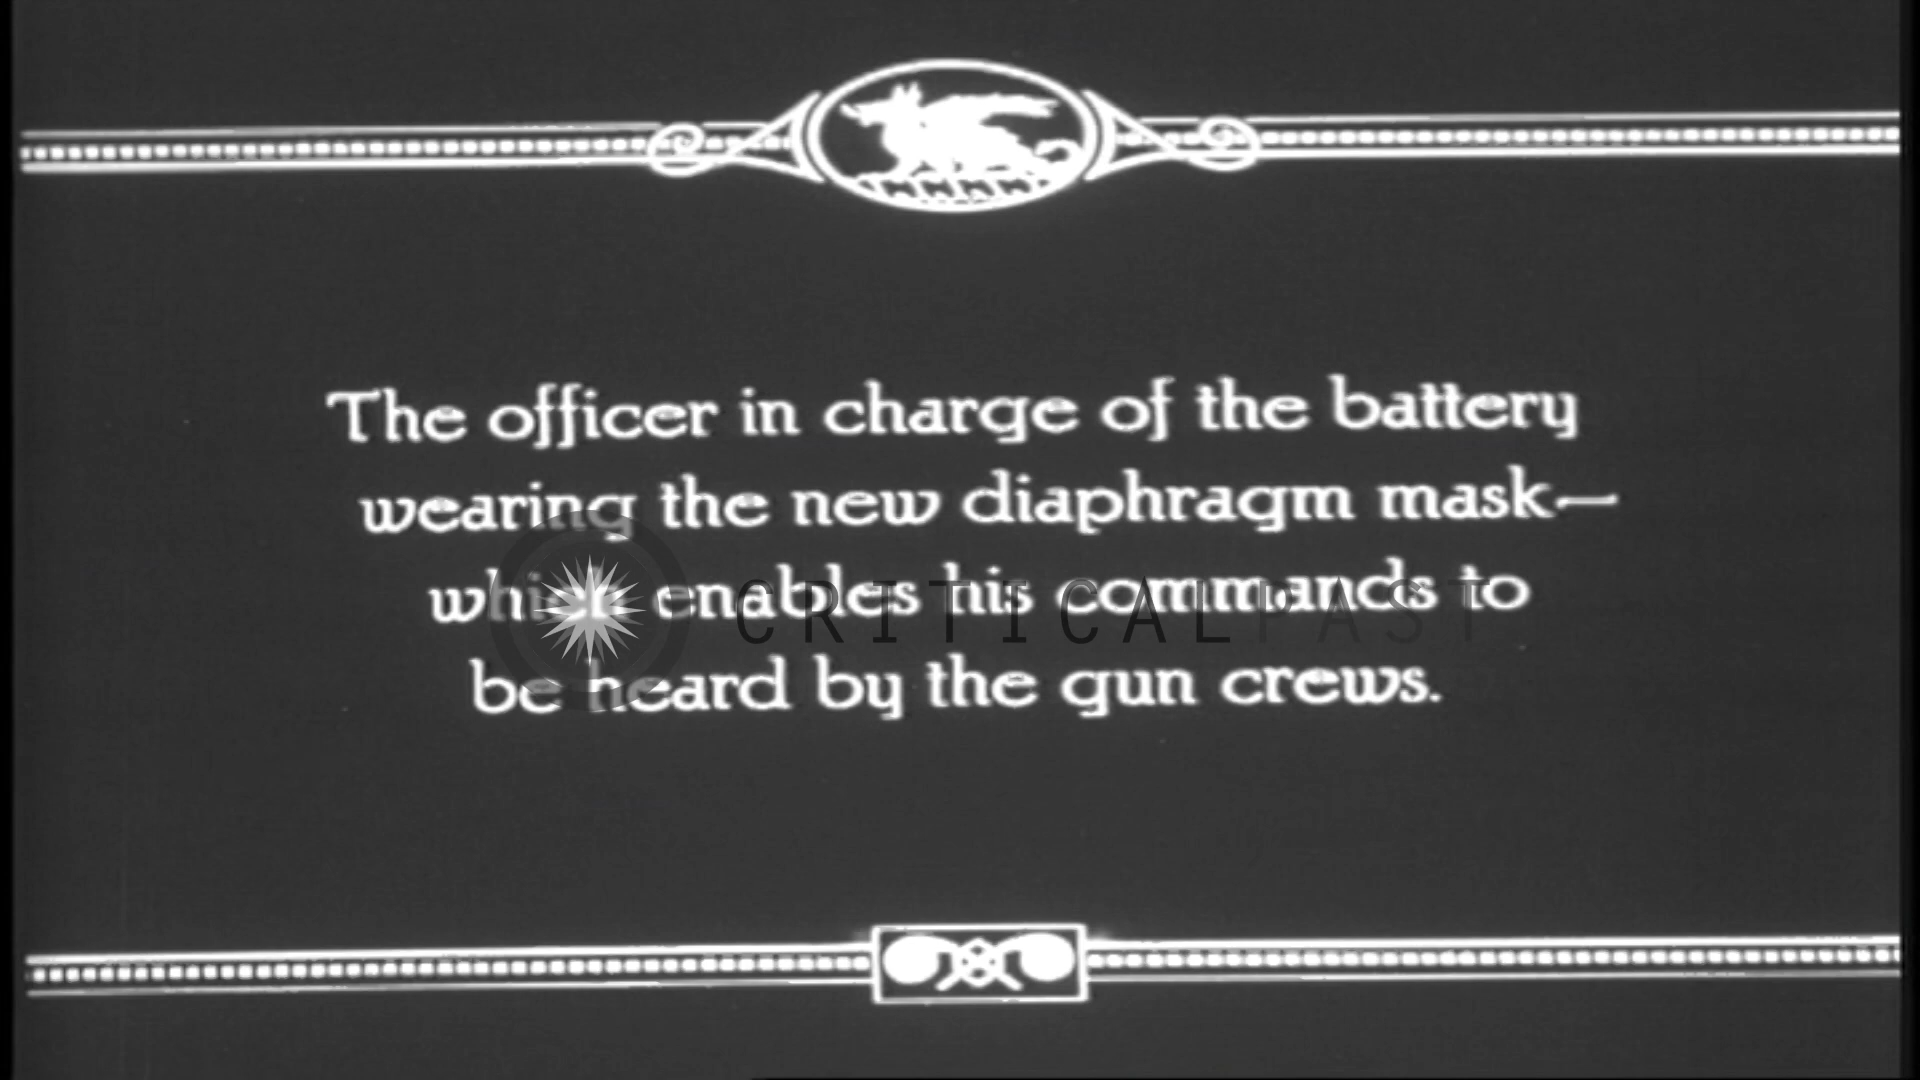 The officer in charge of the battery
wearing the new diaphragm mask—
which enables his commands to
be heard by the gun crews.
CRITICALPAST